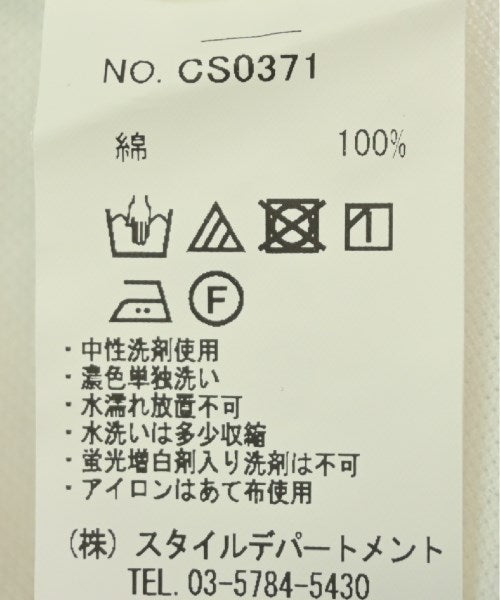 NO. CS0371
綿 100%
F
・中性洗剤使用
・濃色単独洗い
・水濡れ放置不可
・水洗いは多少収縮
・蛍光増白剤入り洗剤は不可
・アイロンはあて布使用
(株) スタイルデパートメント
TEL. 03-5784-5430